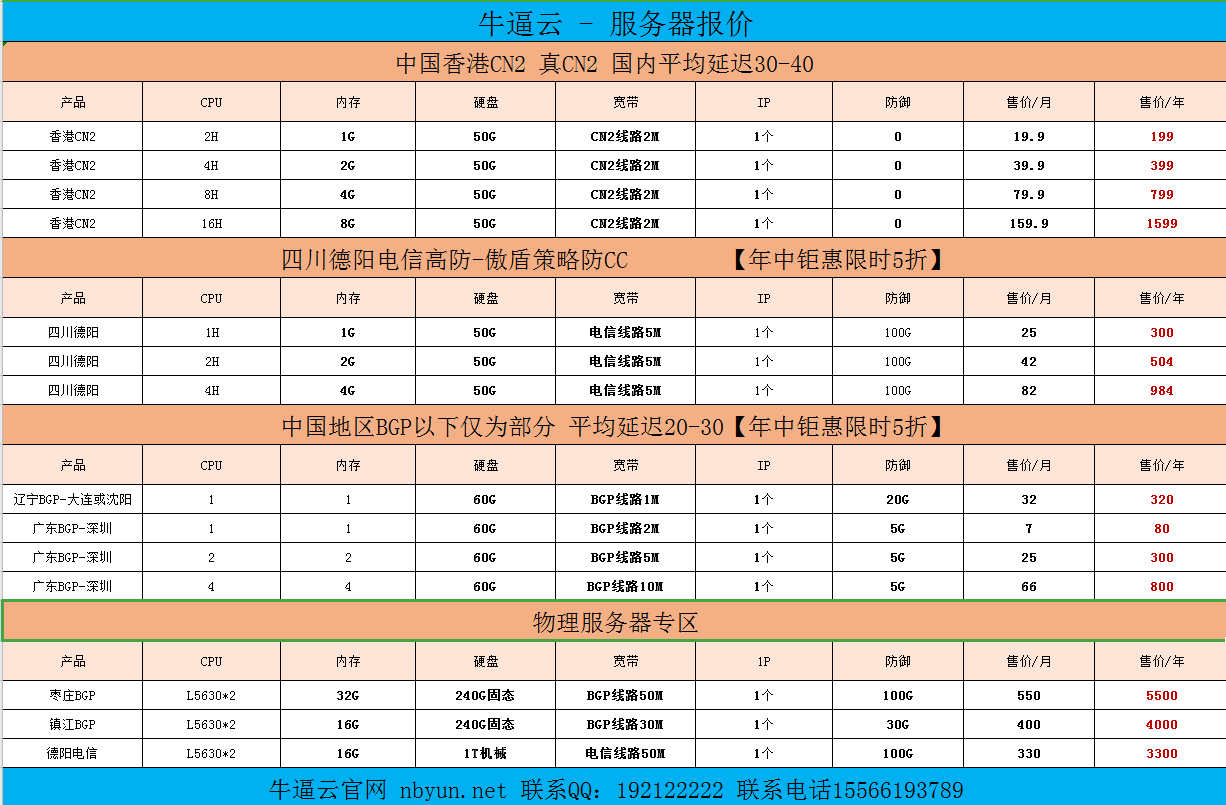 牛逼云 - 服务器报价
中国香港CN2 真CN2 国内平均延迟30-40
产品 CPU 内存 硬盘 宽带 IP 防御 售价/月 售价/年
香港CN2 2H 1G 50G CN2线路2M 1个 0 19.9 199
香港CN2 4H 2G 50G CN2线路2M 1个 0 39.9 399
香港CN2 8H 4G 50G CN2线路2M 1个 0 79.9 799
香港CN2 16H 8G 50G CN2线路2M 1个 0 159.9 1599
四川德阳电信高防-傲盾策略防CC 【年中钜惠限时5折】
产品 CPU 内存 硬盘 宽带 IP 防御 售价/月 售价/年
四川德阳 1H 1G 50G 电信线路5M 1个 100G 25 300
四川德阳 2H 2G 50G 电信线路5M 1个 100G 42 504
四川德阳 4H 4G 50G 电信线路5M 1个 100G 82 984
中国地区BGP以下仅为部分 平均延迟20-30【年中钜惠限时5折】
产品 CPU 内存 硬盘 宽带 IP 防御 售价/月 售价/年
辽宁BGP-大连或沈阳 1 1 60G BGP线路1M 1个 20G 32 320
广东BGP-深圳 1 1 60G BGP线路2M 1个 5G 7 80
广东BGP-深圳 2 2 60G BGP线路5M 1个 5G 25 300
广东BGP-深圳 4 4 60G BGP线路10M 1个 5G 66 800
物理服务器专区
产品 CPU 内存 硬盘 宽带 1P 防御 售价/月 售价/年
枣庄BGP L5630*2 32G 240G固态 BGP线路50M 1个 100G 550 5500
镇江BGP L5630*2 16G 240G固态 BGP线路30M 1个 30G 400 4000
德阳电信 L5630*2 16G 1T机械 电信线路50M 1个 100G 330 3300
牛逼云官网 nbyun.net 联系QQ: 192122222 联系电话15566193789